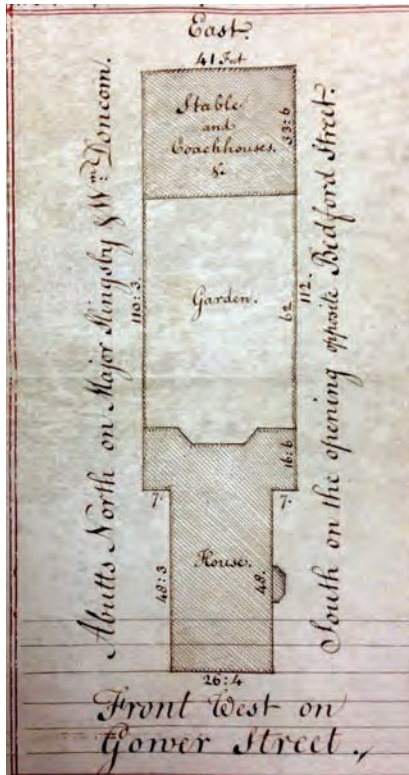 East.
41 Feet
Stable
and
Coachhouses.
&c.
33:6
Abutts North on Major Slingsby & Wm. Doncom.
110:3
Garden.
62
112.
South on the opening opposite Bedford Street.
16:6
7.
7.
House.
48:3
48.
26:4
Front West on
Gower Street.